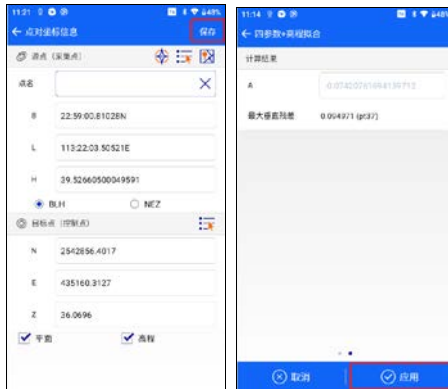 11:21
48%
点对坐标信息
保存
源点 (采集点)
点名
B 22:59:00.81028N
L 113:22:03.50521E
H 39.52660500049591
BLH NEZ
目标点 (控制点)
N 2542856.4017
E 435160.3127
Z 36.0696
平面 高程
11:14
48%
四参数+高程拟合
计算结果
A
最大垂直残差 0.094971 (pt37)
取消 应用